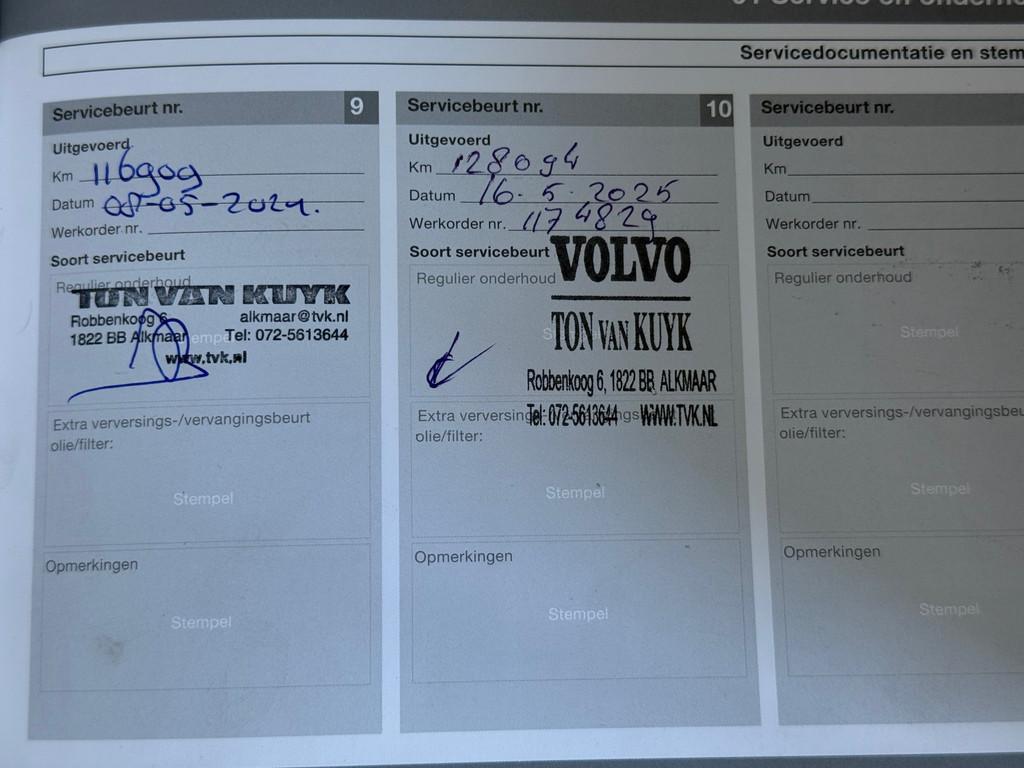 Servicedocumentatie en stem
Servicebeurt nr. 9
Uitgevoerd
Km 116909
Datum 08-05-2024.
Werkorder nr.
Soort servicebeurt
Regulier onderhoud
TON VAN KUYK
Robbenkoog 6 alkmaar@tvk.nl
1822 BB Alkmaar Tel: 072-5613644
www.tvk.nl
Extra verversings-/vervangingsbeurt
olie/filter:
Stempel
Opmerkingen
Stempel
Servicebeurt nr. 10
Uitgevoerd
Km 128094
Datum 16-5-2025
Werkorder nr. 1174829
Soort servicebeurt
Regulier onderhoud
VOLVO
TON VAN KUYK
Robbenkoog 6, 1822 BB ALKMAAR
Tel: 072-5613644 WWW.TVK.NL
Extra verversings
olie/filter:
Stempel
Opmerkingen
Stempel
Servicebeurt nr.
Uitgevoerd
Km
Datum
Werkorder nr.
Soort servicebeurt
Regulier onderhoud
Stempel
Extra verversings-/vervangingsbeu
olie/filter:
Stempel
Opmerkingen
Stempel